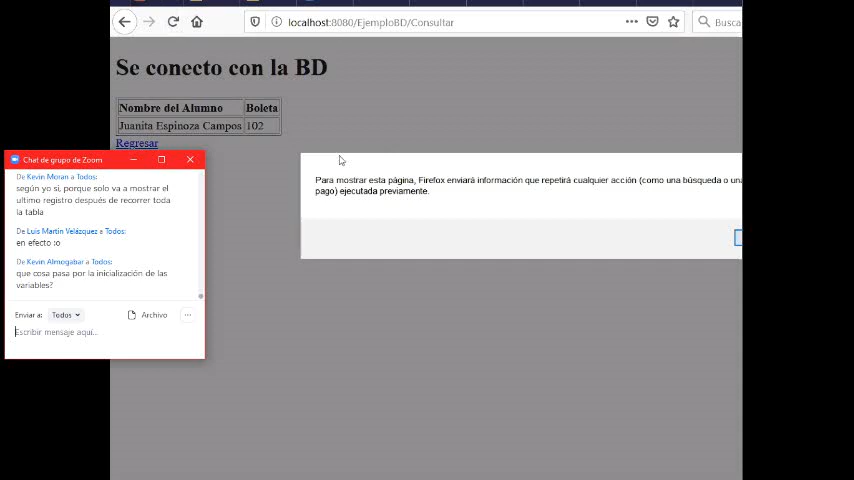 localhost:8080/EjemploBD/Consultar
Busca
Se conecto con la BD
Nombre del Alumno Boleta
Juanita Espinoza Campos 102
Regresar
Para mostrar esta página, Firefox enviará información que repetirá cualquier acción (como una búsqueda o una
pago) ejecutada previamente.
Chat de grupo de Zoom
De Kevin Moran a Todos:
según yo si, porque solo va a mostrar el
ultimo registro después de recorrer toda
la tabla
De Luis Martin Velázquez a Todos:
en efecto :o
De Kevin Almogabar a Todos:
que cosa pasa por la inicialización de las
variables?
Enviar a: Todos Archivo
Escribir mensaje aquí...